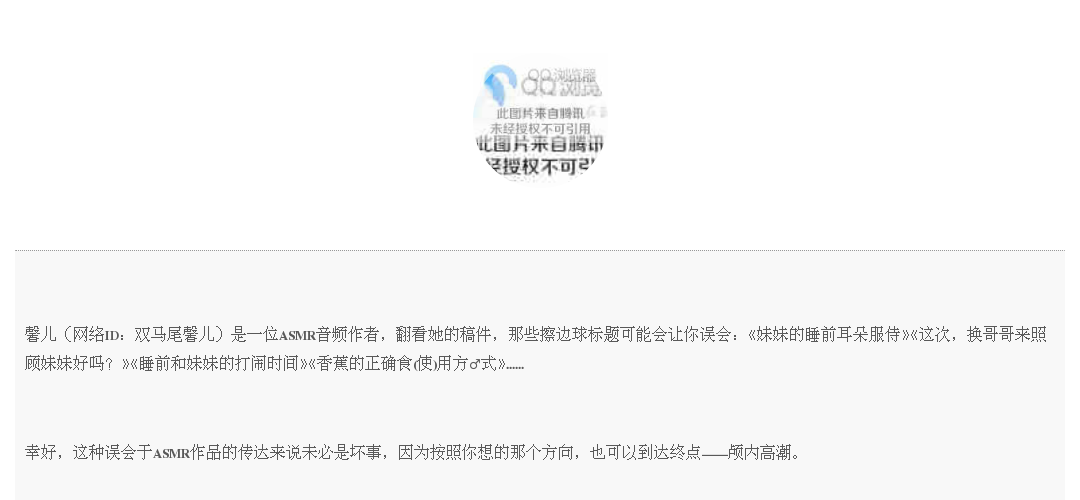 QQ浏览器
QQ浏览
此图片来自腾讯
未经授权不可引用
此图片来自腾讯
经授权不可引
馨儿（网络ID：双马尾馨儿）是一位ASMR音频作者，翻看她的稿件，那些擦边球标题可能会让你误会：《妹妹的睡前耳朵服侍》《这次，换哥哥来照
顾妹妹好吗？》《睡前和妹妹的打闹时间》《香蕉的正确食(使)用方♂式》......
幸好，这种误会于ASMR作品的传达来说未必是坏事，因为按照你想的那个方向，也可以到达终点——颅内高潮。